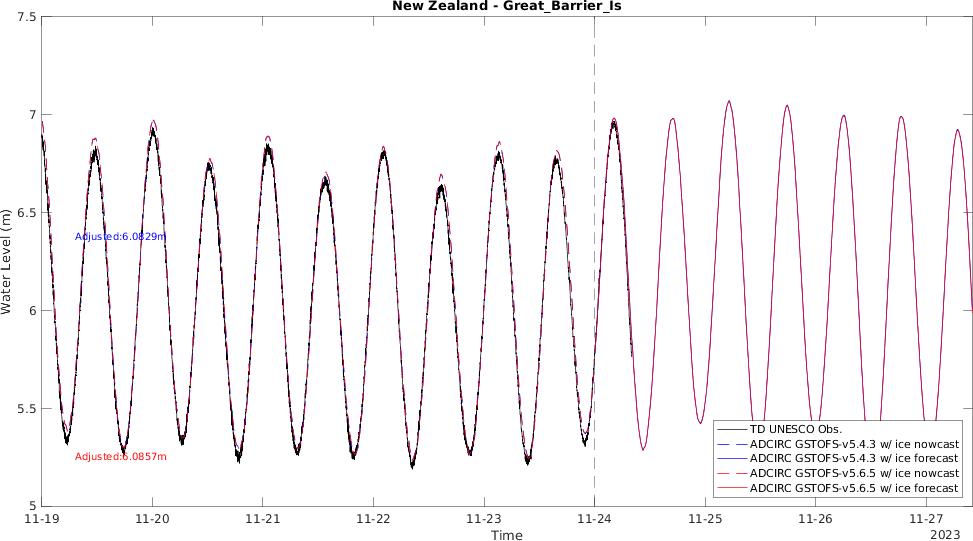 New Zealand - Great_Barrier_Is
7.5
7
6.5
6
5.5
5
Water Level (m)
Adjusted:6.0829m
Adjusted:6.0857m
TD UNESCO Obs.
ADCIRC GSTOFS-v5.4.3 w/ ice nowcast
ADCIRC GSTOFS-v5.4.3 w/ ice forecast
ADCIRC GSTOFS-v5.6.5 w/ ice nowcast
ADCIRC GSTOFS-v5.6.5 w/ ice forecast
11-19 11-20 11-21 11-22 11-23 11-24 11-25 11-26 11-27
Time
2023